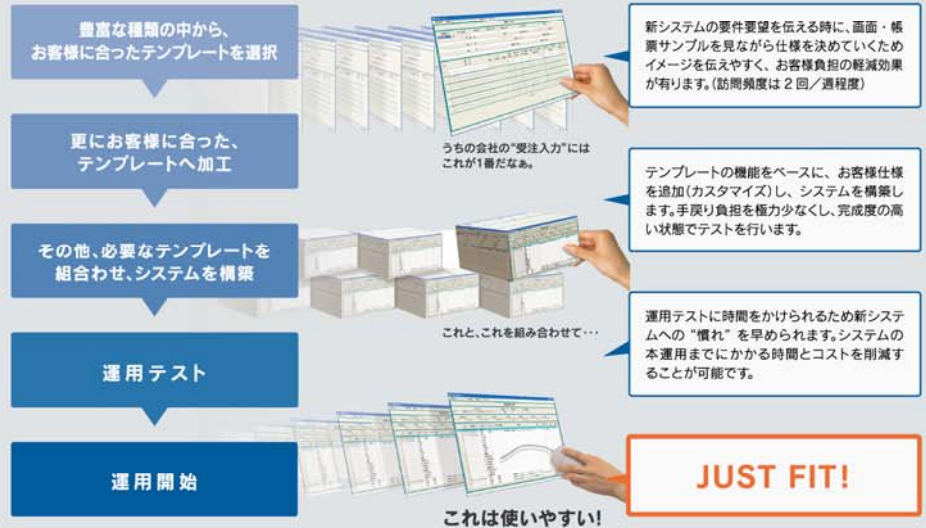 豊富な種類の中から、
お客様に合ったテンプレートを選択
更にお客様に合った、
テンプレートへ加工
その他、必要なテンプレートを
組合わせ、システムを構築
運用テスト
運用開始
うちの会社の“受注入力”には
これが1番だなぁ。
これと、これを組み合わせて・・・
これは使いやすい!
新システムの要件要望を伝える時に、画面・帳
票サンプルを見ながら仕様を決めていくため
イメージを伝えやすく、お客様負担の軽減効果
が有ります。(訪問頻度は2回/週程度)
テンプレートの機能をベースに、お客様仕様
を追加(カスタマイズ)し、システムを構築し
ます。手戻り負担を極力少なくし、完成度の高
い状態でテストを行います。
運用テストに時間をかけられるため新システ
ムへの“慣れ”を早められます。システムの
本運用までにかかる時間とコストを削減す
ることが可能です。
JUST FIT!